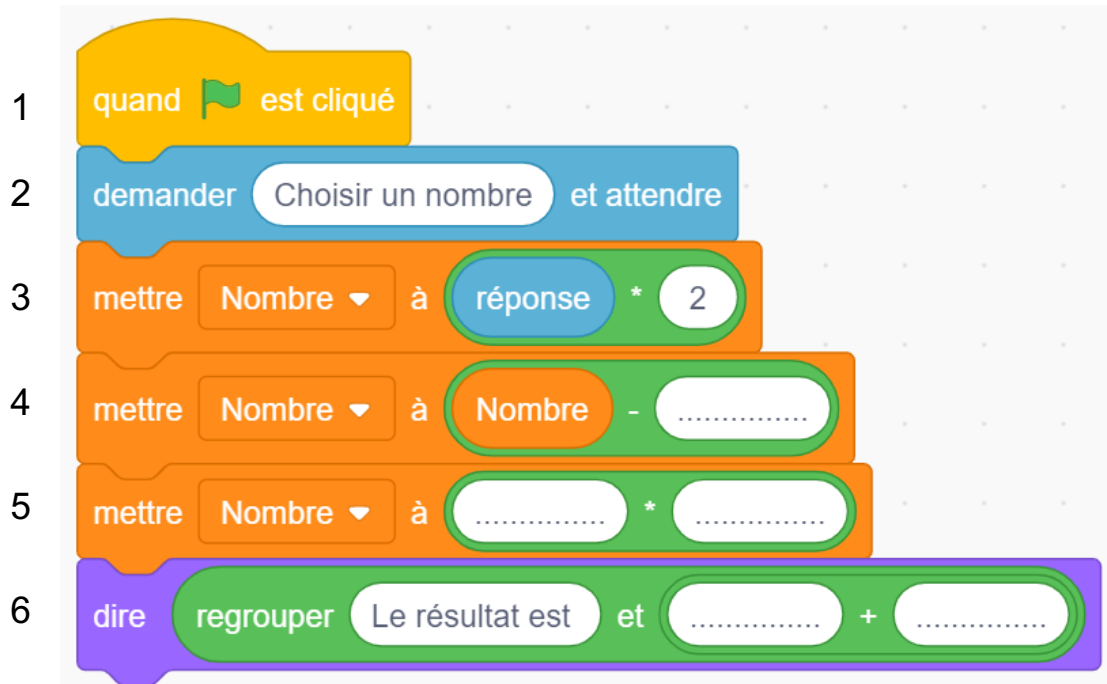 1 quand est cliqué
2 demander Choisir un nombre et attendre
3 mettre Nombre à réponse * 2
4 mettre Nombre à Nombre - ...............
5 mettre Nombre à ............... * ...............
6 dire regrouper Le résultat est et ............... + ...............